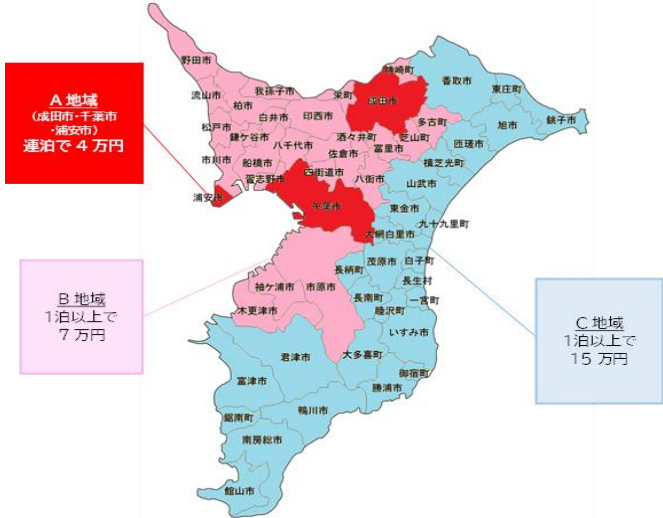 A 地域
(成田市・千葉市
・浦安市)
連泊で 4 万円
B 地域
1泊以上で
7 万円
C 地域
1泊以上で
15 万円
野田市
流山市
柏市
我孫子市
松戸市
鎌ケ谷市
白井市
印西市
栄町
成田市
神崎町
香取市
東庄町
旭市
銚子市
匝瑳市
多古町
芝山町
横芝光町
市川市
船橋市
八千代市
酒々井町
佐倉市
富里市
習志野市
四街道市
八街市
山武市
浦安市
千葉市
東金市
九十九里町
大網白里市
茂原市
白子町
長柄町
長生村
一宮町
長南町
睦沢町
袖ケ浦市
市原市
木更津市
いすみ市
君津市
大多喜町
御宿町
勝浦市
富津市
鴨川市
鋸南町
南房総市
館山市